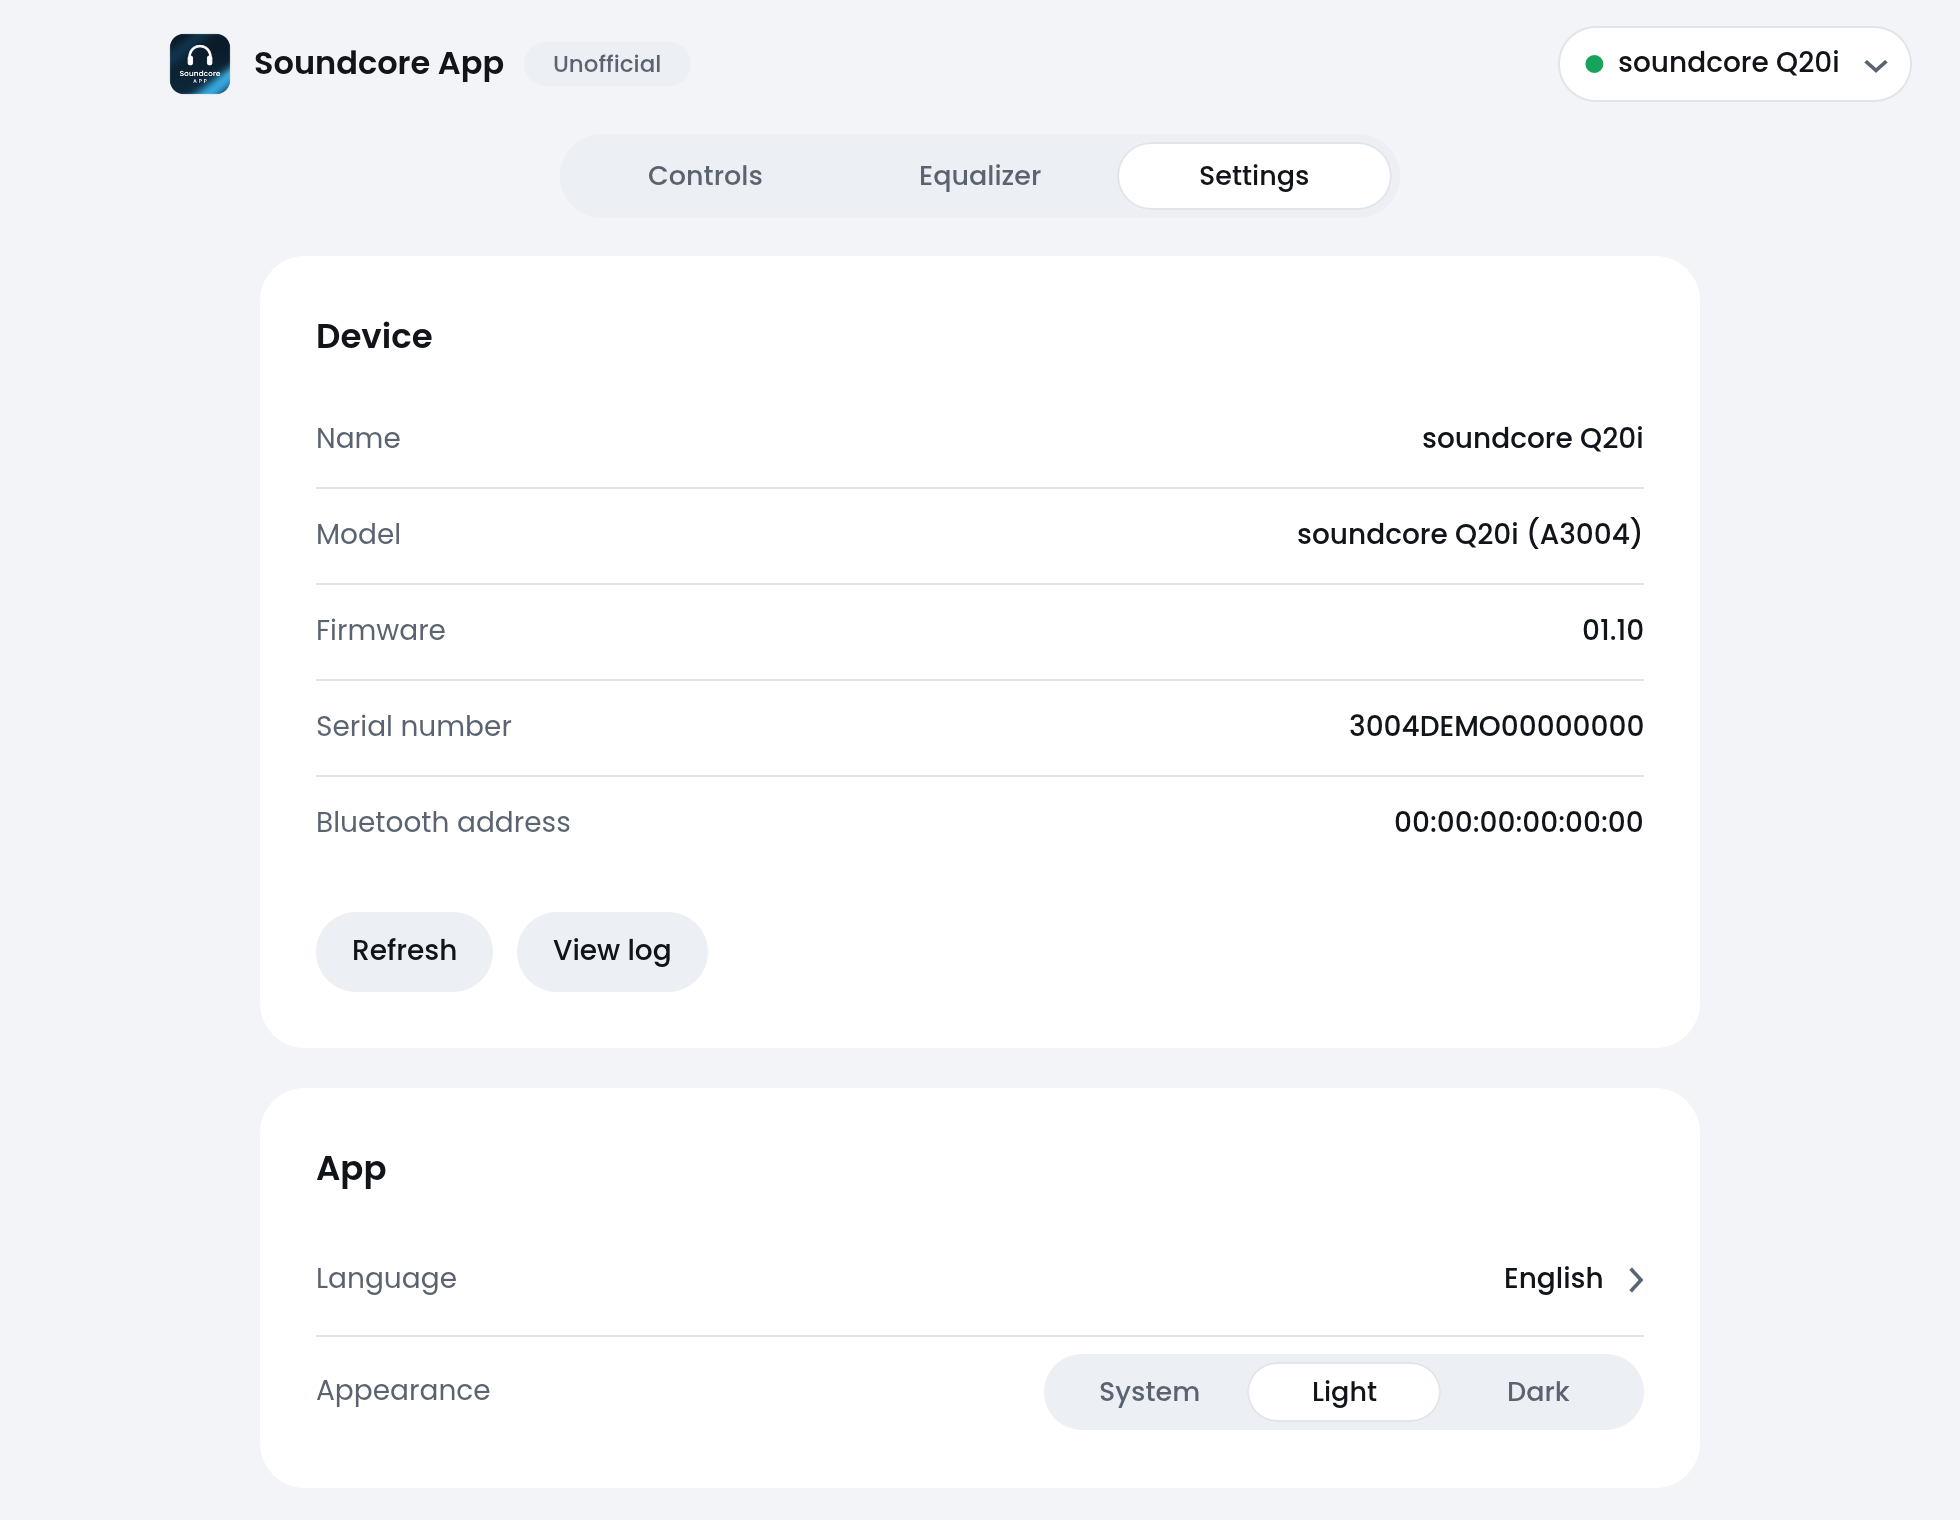 Soundcore
APP
Soundcore App
Unofficial
soundcore Q20i
Controls
Equalizer
Settings
Device
Name
soundcore Q20i
Model
soundcore Q20i (A3004)
Firmware
01.10
Serial number
3004DEMO00000000
Bluetooth address
00:00:00:00:00:00
Refresh
View log
App
Language
English
Appearance
System
Light
Dark